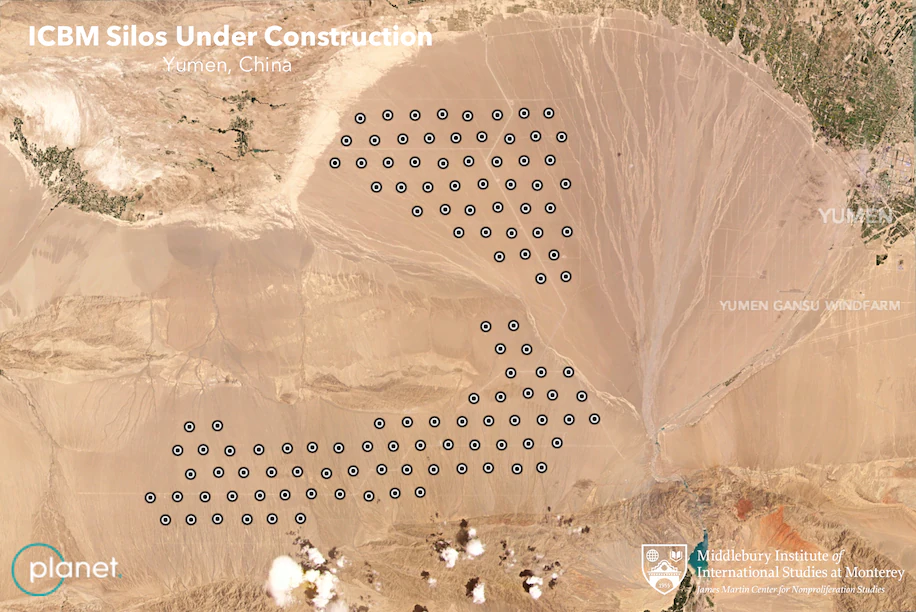 ICBM Silos Under Construction
Yumen, China
YUMEN
YUMEN GANSU WINDFARM
planet
Middlebury Institute of
International Studies at Monterey
James Martin Center for Nonproliferation Studies
1955